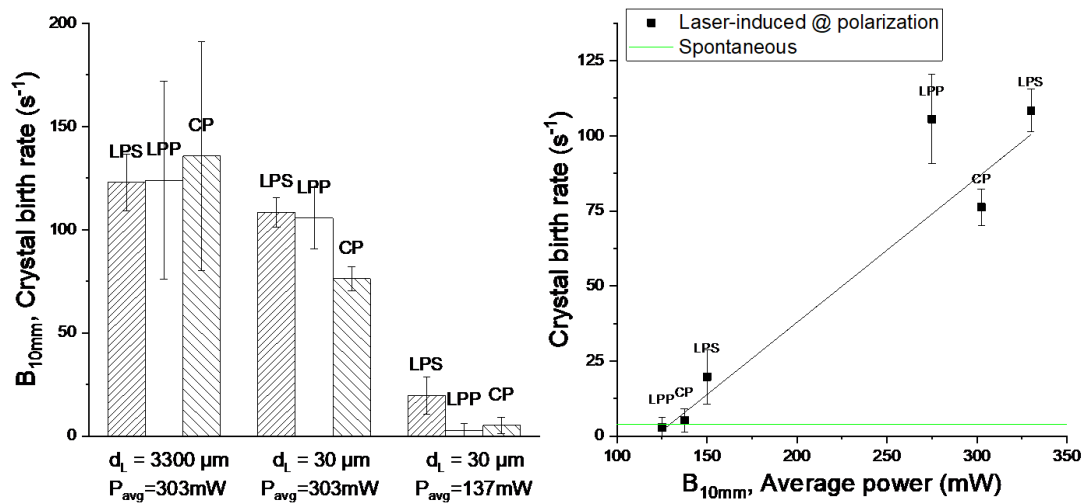 B10mm, Crystal birth rate (s-1)
200
150
100
50
0
LPS LPP CP
LPS LPP CP
LPS LPP CP
dL = 3300 µm dL = 30 µm dL = 30 µm
Pavg=303mW Pavg=303mW Pavg=137mW
Laser-induced @ polarization
Spontaneous
Crystal birth rate (s-1)
125
100
75
50
25
0
LPP CP LPS LPP CP LPS
100 150 200 250 300 350
B10mm, Average power (mW)